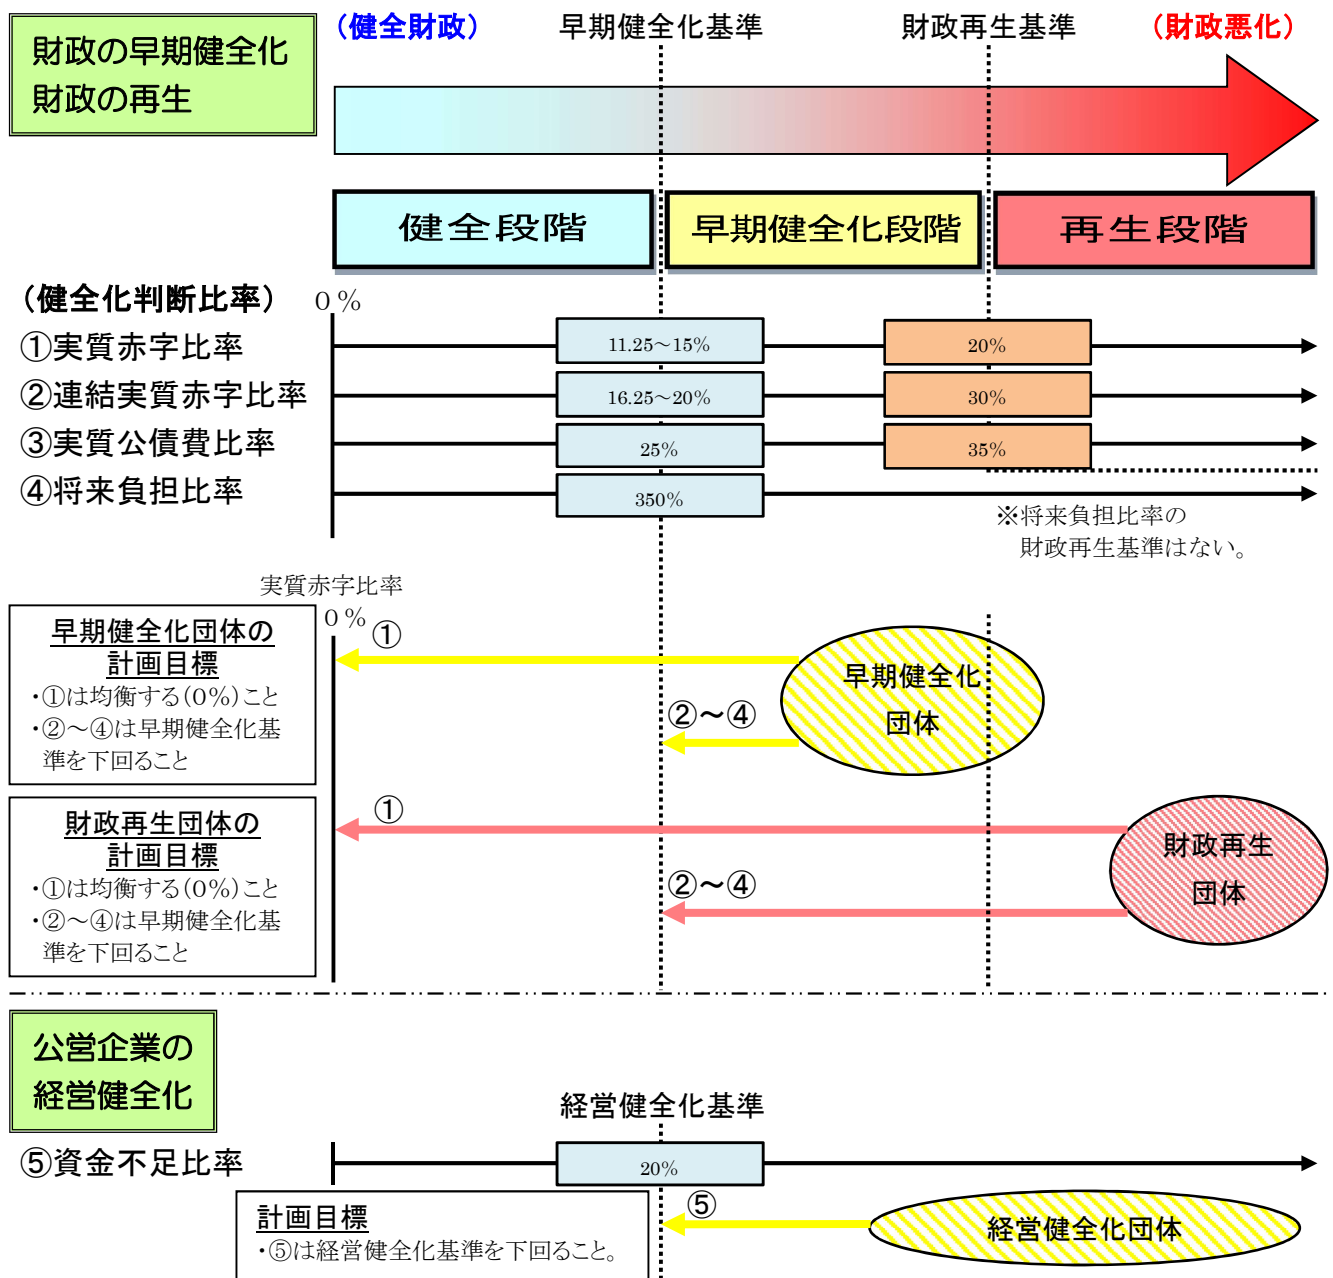 財政の早期健全化
財政の再生
（健全財政）
早期健全化基準
財政再生基準
（財政悪化）
健全段階
早期健全化段階
再生段階
（健全化判断比率）
0％
①実質赤字比率
11.25～15%
20%
②連結実質赤字比率
16.25～20%
30%
③実質公債費比率
25%
35%
④将来負担比率
350%
※将来負担比率の
財政再生基準はない。
実質赤字比率
0％
早期健全化団体の
計画目標
・①は均衡する(0%)こと
・②～④は早期健全化基
準を下回ること
①
②～④
早期健全化
団体
財政再生団体の
計画目標
・①は均衡する(0%)こと
・②～④は早期健全化基
準を下回ること
①
②～④
財政再生
団体
公営企業の
経営健全化
経営健全化基準
⑤資金不足比率
20%
計画目標
・⑤は経営健全化基準を下回ること。
⑤
経営健全化団体